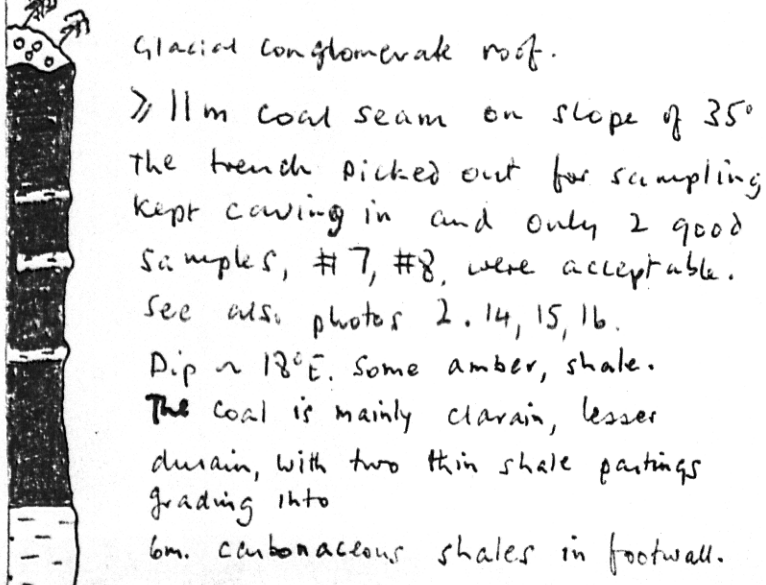 Glacial conglomerate roof.
⩾ 11m coal seam on slope of 35°
The trench picked out for sampling
kept caving in and only 2 good
samples, #7, #8, were acceptable.
See also photos 2.14, 15, 16.
Dip ~ 18°E. Some amber, shale.
The coal is mainly clarain, lesser
durain, with two thin shale partings
grading into
6m. carbonaceous shales in footwall.